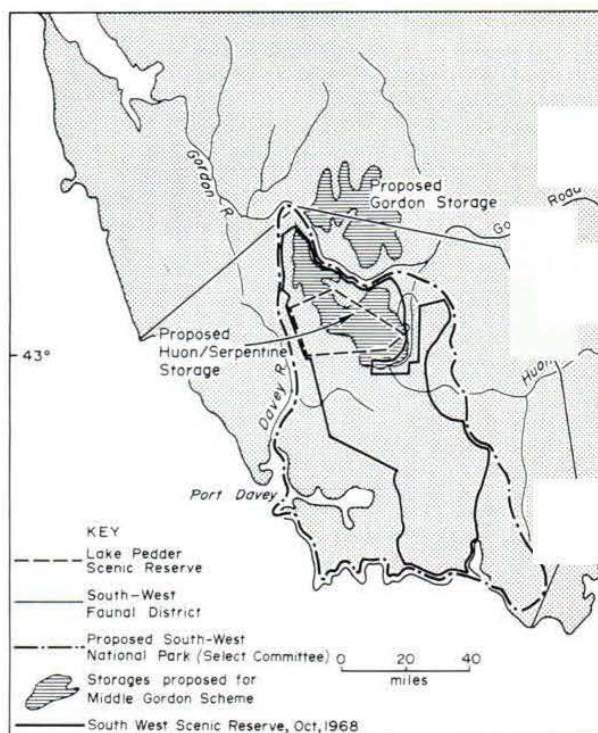 Gordon R.
Proposed
Gordon Storage
Road
43°
Proposed
Huon/Serpentine
Storage
Davey R.
Huon
Port Davey
KEY
Lake Pedder
Scenic Reserve
South-West
Faunal District
Proposed South-West
National Park (Select Committee)
Storages proposed for
Middle Gordon Scheme
South West Scenic Reserve, Oct, 1968
0 20 40
miles